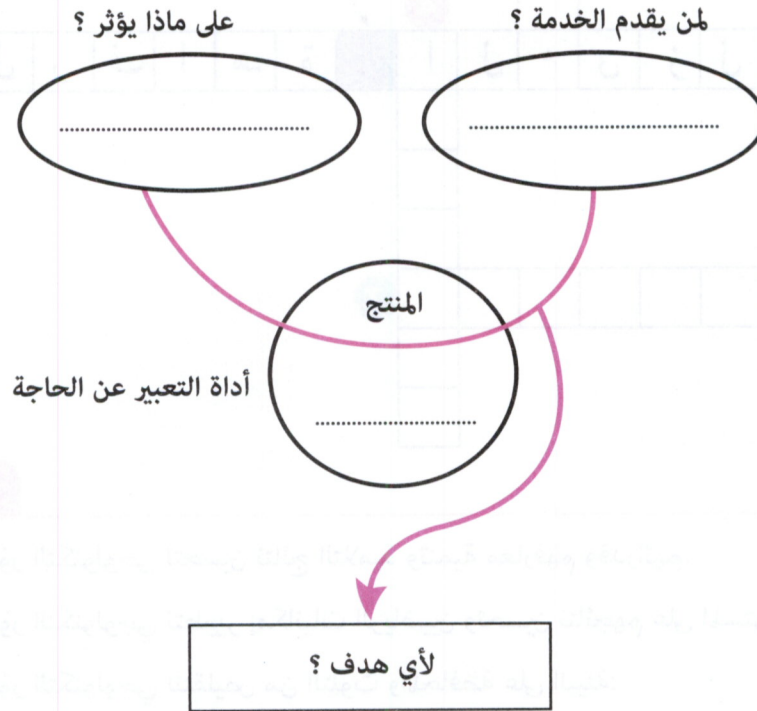 لمن يقدم الخدمة ؟
على ماذا يؤثر ؟
المنتج
أداة التعبير عن الحاجة
لأي هدف ؟